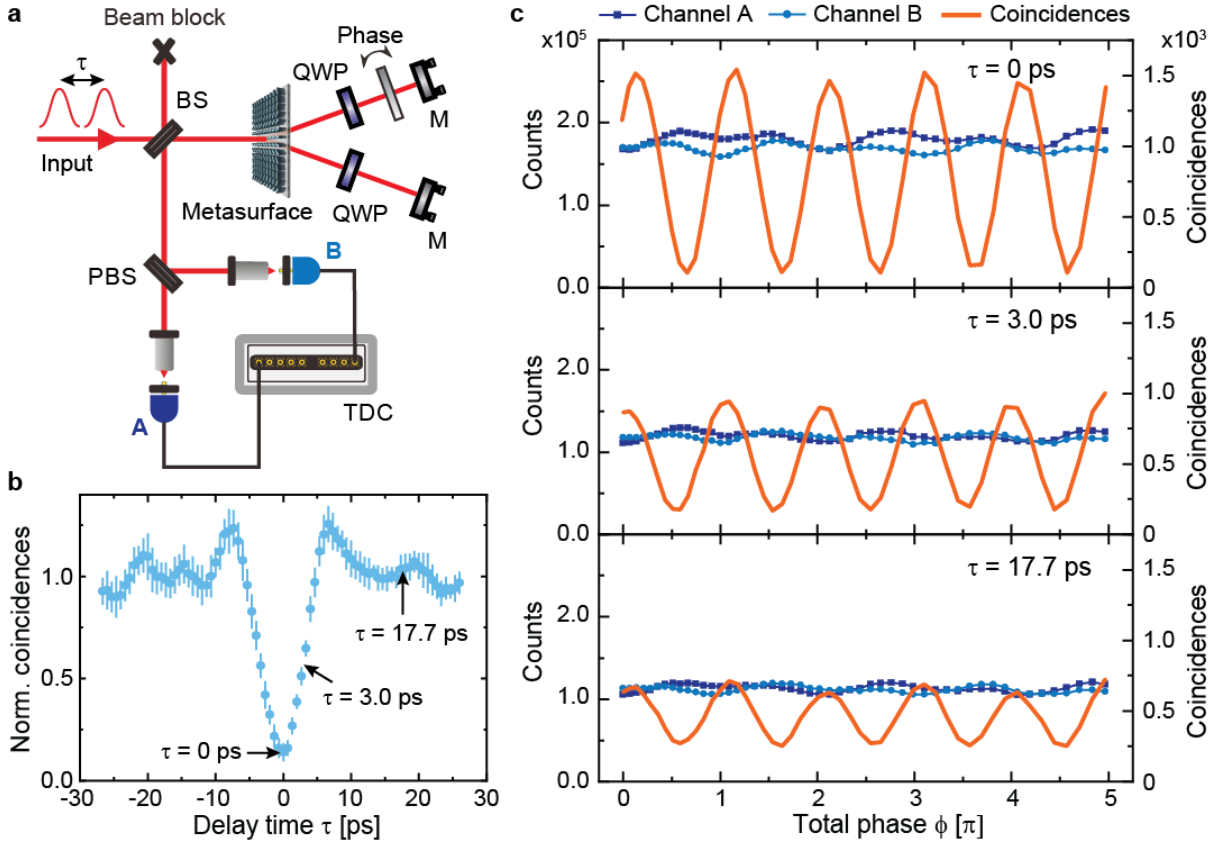 a
Beam block
τ
BS
Input
Metasurface
QWP
Phase
M
QWP
M
PBS
B
A
TDC
b
Norm. coincidences
1.0
0.5
0.0
τ = 17.7 ps
τ = 3.0 ps
τ = 0 ps
-30 -20 -10 0 10 20 30
Delay time τ [ps]
c
Channel A Channel B Coincidences
x10⁵ x10³
τ = 0 ps
Counts
2.0
1.0
0.0
1.5
1.0
0.5
0
Coincidences
τ = 3.0 ps
Counts
2.0
1.0
0.0
1.5
1.0
0.5
0
Coincidences
τ = 17.7 ps
Counts
2.0
1.0
0.0
1.5
1.0
0.5
0
Coincidences
0 1 2 3 4 5
Total phase ϕ [π]